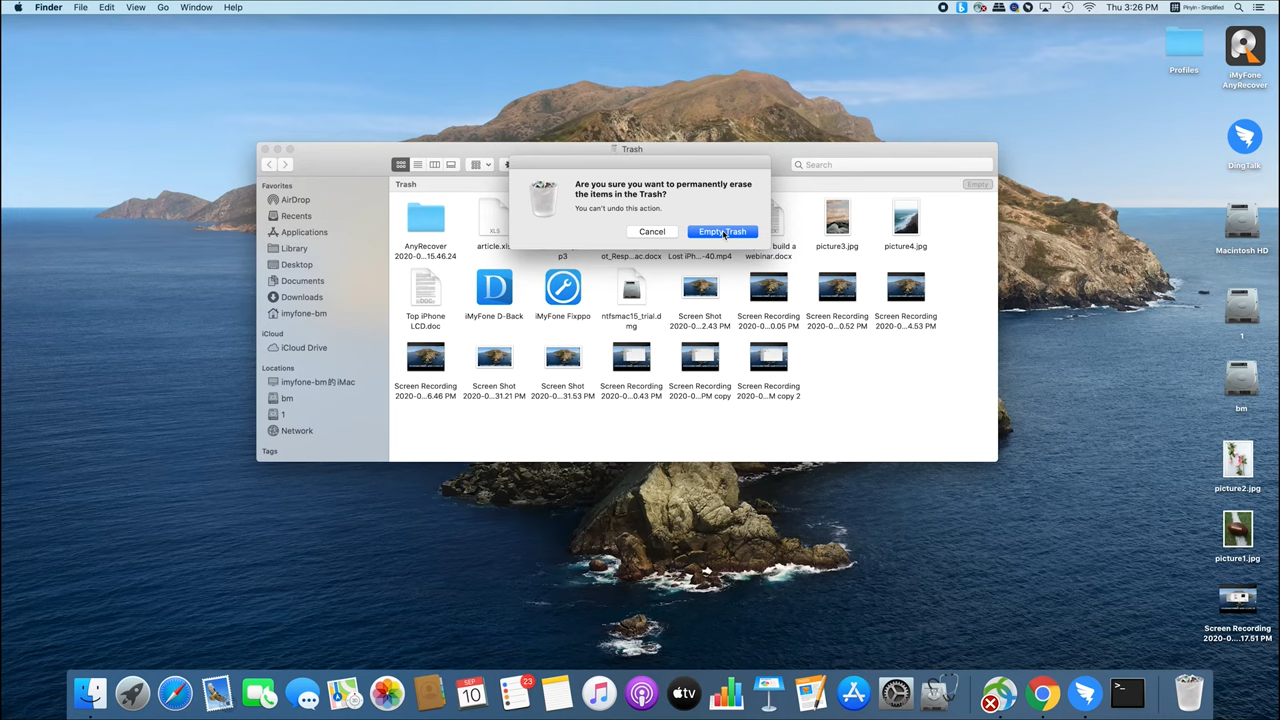 Finder File Edit View Go Window Help Thu 3:26 PM Pinyin - Simplified
Profiles
iMyFone
AnyRecover
DingTalk
Macintosh HD
1
bm
picture2.jpg
picture1.jpg
Screen Recording
2020-0....17.51 PM
Trash
Search
Trash
Empty
Favorites
AirDrop
Recents
Applications
Library
Desktop
Documents
Downloads
imyfone-bm
iCloud
iCloud Drive
Locations
imyfone-bm的 iMac
bm
1
Network
Tags
Are you sure you want to permanently erase
the items in the Trash?
You can't undo this action.
Cancel
Empty Trash
AnyRecover
2020-0...15.46.24
XLS
article.xls
p3
ot_Resp...ac.docx
Lost iPh...-40.mp4
build a
webinar.docx
picture3.jpg
picture4.jpg
Top iPhone
LCD.doc
iMyFone D-Back
iMyFone Fixppo
ntfsmac15_trial.d
mg
Screen Shot
2020-0...2.43 PM
Screen Recording
2020-0...0.05 PM
Screen Recording
2020-0...0.52 PM
Screen Recording
2020-0...4.53 PM
Screen Recording
2020-0...6.46 PM
Screen Shot
2020-0...31.21 PM
Screen Shot
2020-0...31.53 PM
Screen Recording
2020-0...0.43 PM
Screen Recording
2020-0...PM copy
Screen Recording
2020-0...M copy 2
SEP
10
23
tv